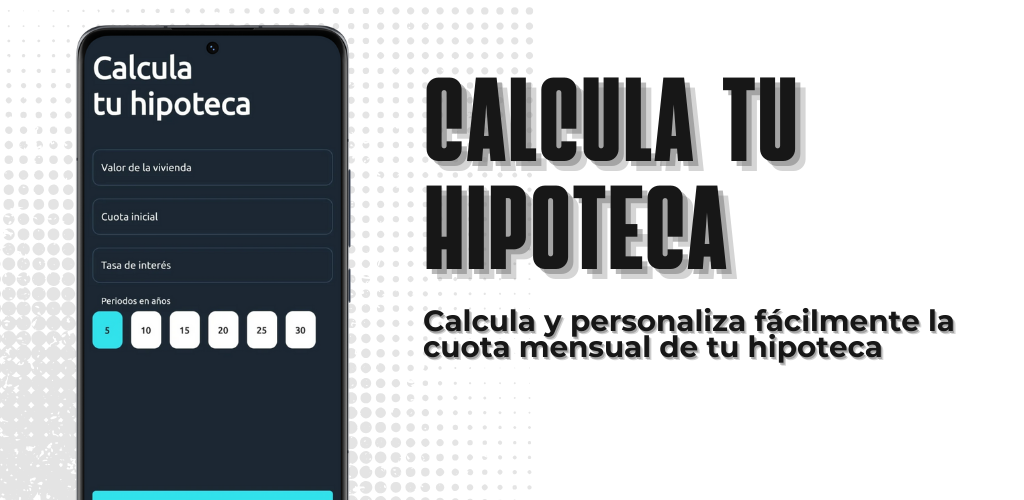 Calcula
tu hipoteca
Valor de la vivienda
Cuota inicial
Tasa de interés
Periodos en años
5 10 15 20 25 30
CALCULA TU
HIPOTECA
Calcula y personaliza fácilmente la
cuota mensual de tu hipoteca